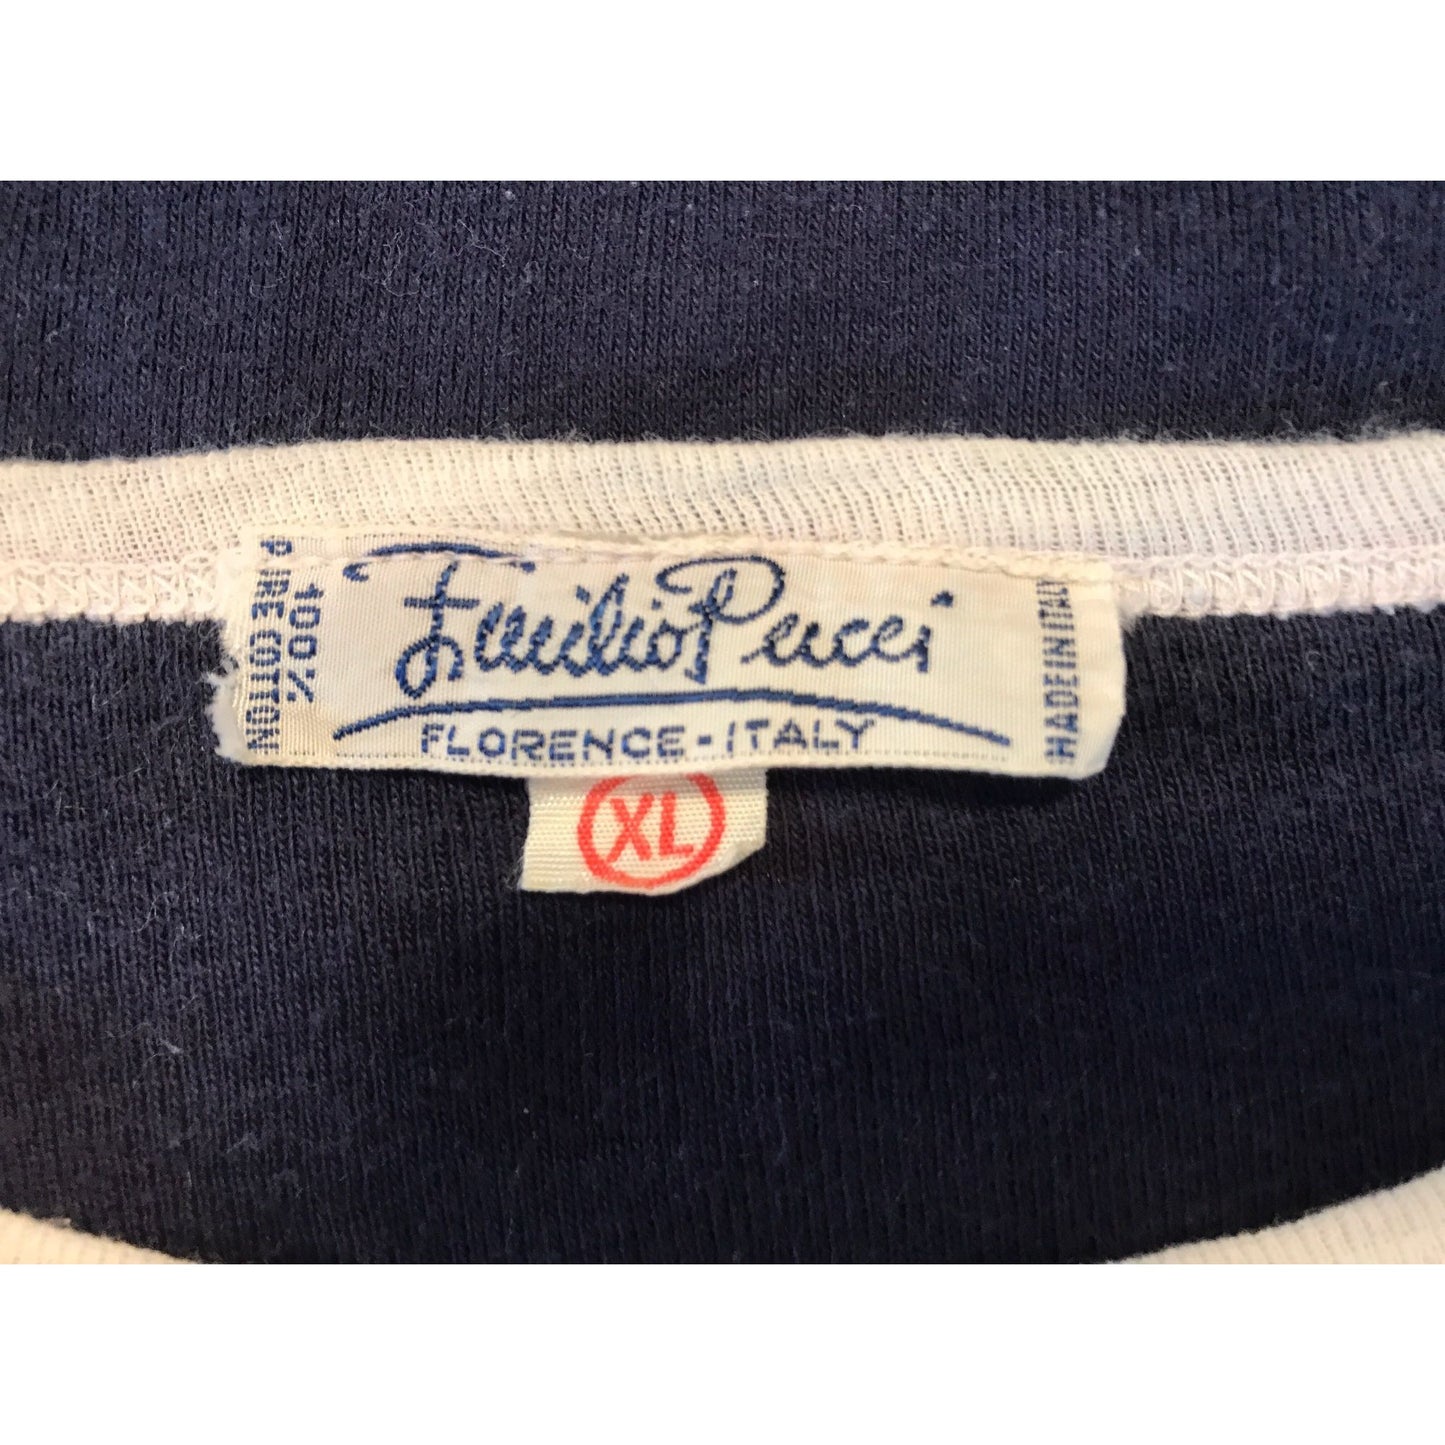 100%
PURE COTTON
Emilio Pucci
FLORENCE - ITALY
MADE IN ITALY
XL